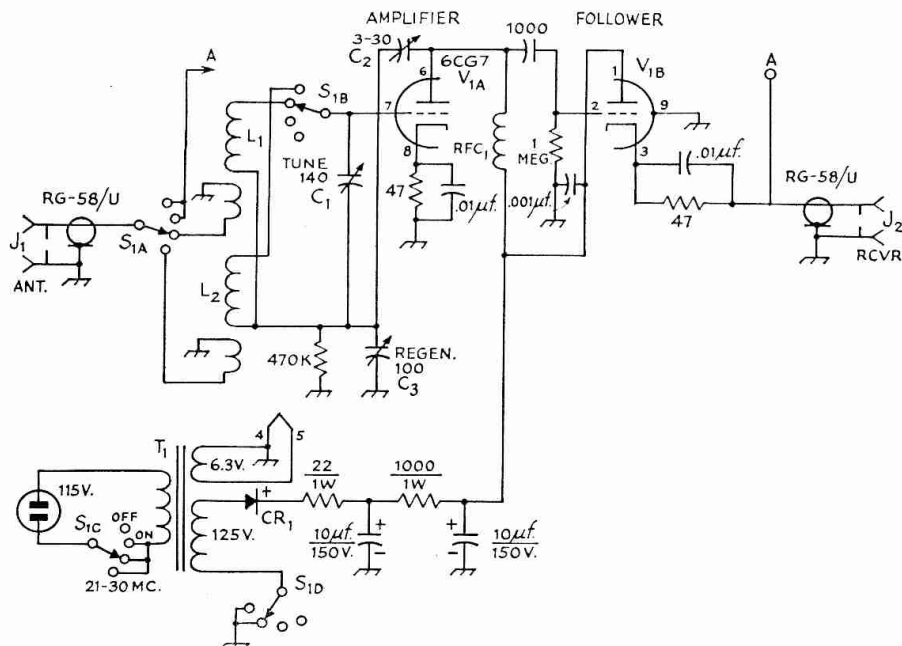 AMPLIFIER
FOLLOWER
3-30
C2
1000
6CG7
V1A
6
7
8
V1B
1
2
9
3
A
A
S1B
L1
TUNE
140
C1
RFC1
1
MEG.
47
.01µf.
.001µf.
.01µf.
47
RG-58/U
J1
ANT.
S1A
RG-58/U
J2
RCVR
L2
470K
REGEN.
100
C3
T1
4
5
6.3V.
115V.
S1C
OFF
ON
21-30 MC.
125V.
+
CR1
22
1W
1000
1W
+
10µf.
150V.
-
+
10µf.
150V.
-
S1D